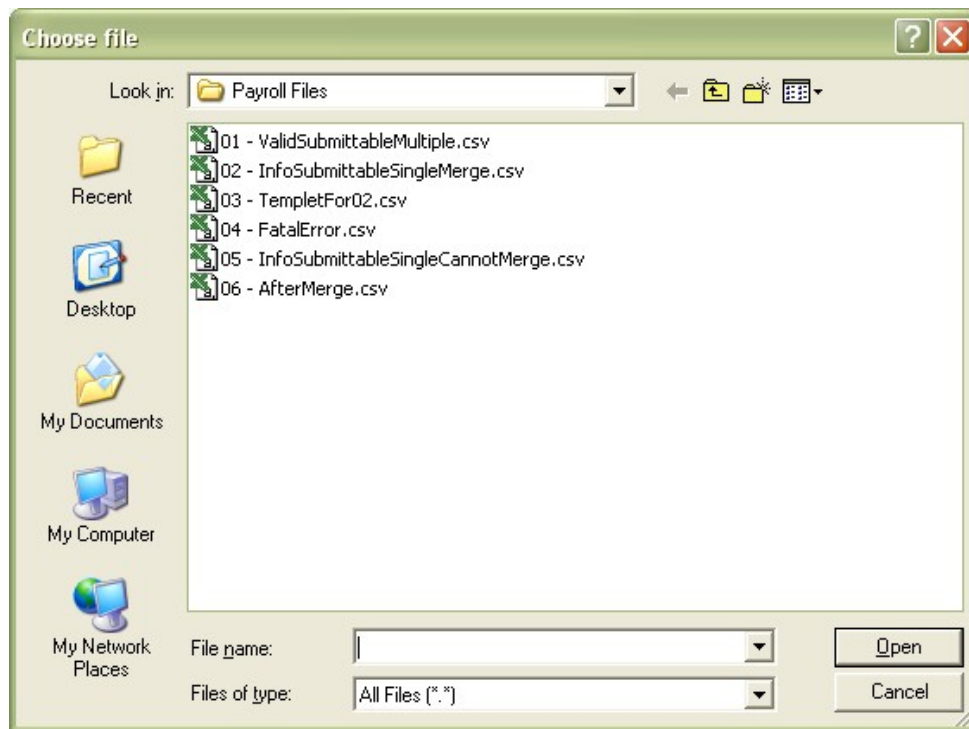 Choose file
Look in: Payroll Files
01 - ValidSubmittableMultiple.csv
02 - InfoSubmittableSingleMerge.csv
03 - TempletFor02.csv
04 - FatalError.csv
05 - InfoSubmittableSingleCannotMerge.csv
06 - AfterMerge.csv
Recent
Desktop
My Documents
My Computer
My Network
Places
File name:
Open
Files of type: All Files (*.*)
Cancel